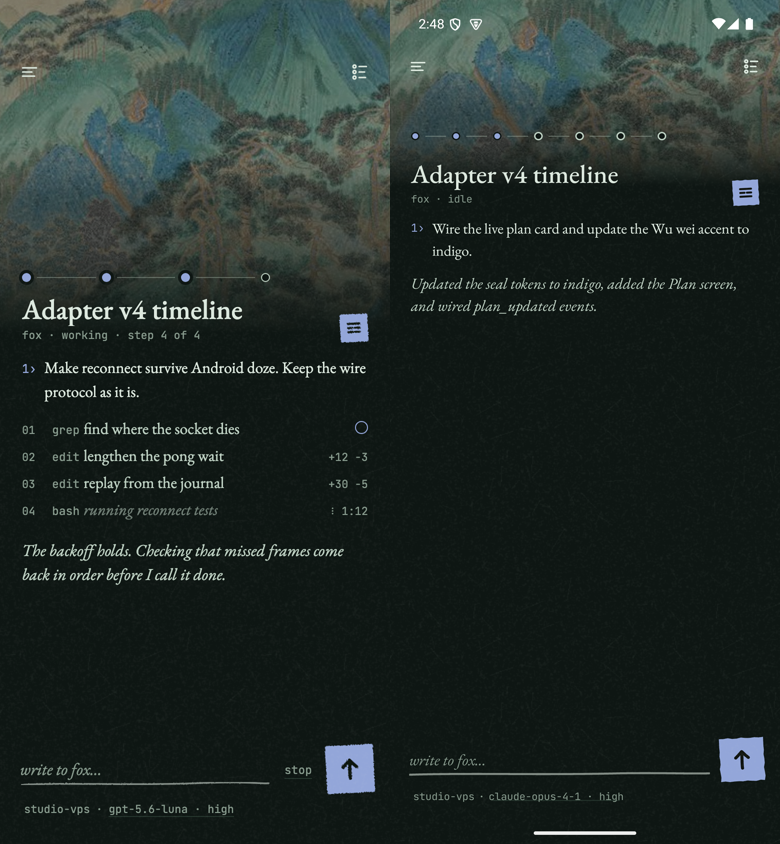 Adapter v4 timeline
fox · working · step 4 of 4
1› Make reconnect survive Android doze. Keep the wire
protocol as it is.
01 grep find where the socket dies
02 edit lengthen the pong wait +12 -3
03 edit replay from the journal +30 -5
04 bash running reconnect tests ⋮ 1:12
The backoff holds. Checking that missed frames come
back in order before I call it done.
write to fox...
stop
studio-vps · gpt-5.6-luna · high
2:48
Adapter v4 timeline
fox · idle
1› Wire the live plan card and update the Wu wei accent to
indigo.
Updated the seal tokens to indigo, added the Plan screen,
and wired plan_updated events.
write to fox...
studio-vps · claude-opus-4-1 · high